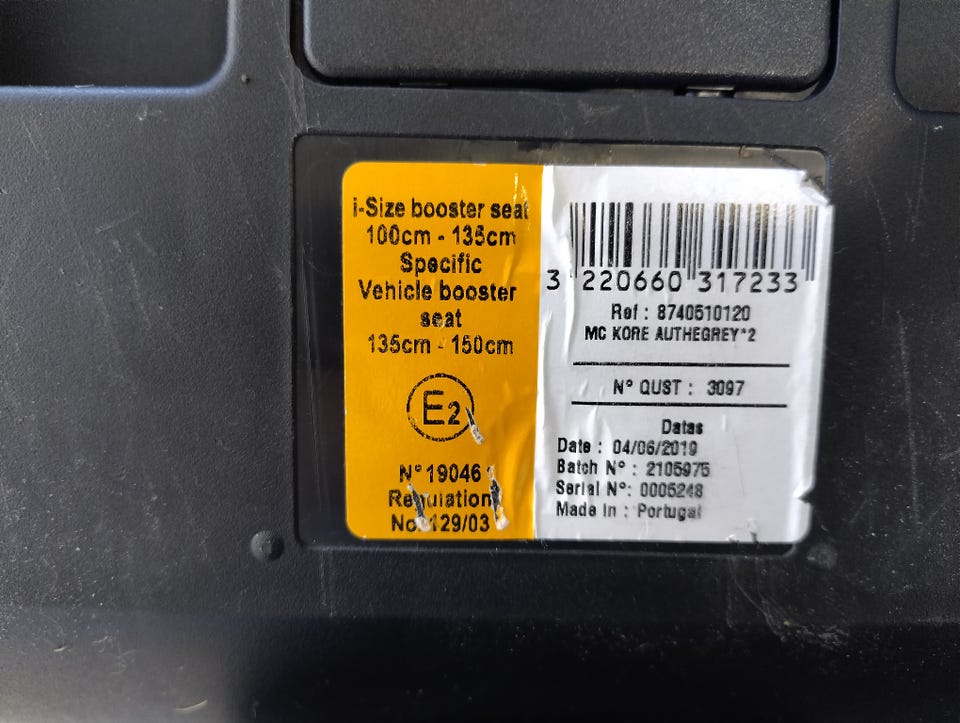 i-Size booster seat
100cm - 135cm
Specific
Vehicle booster
seat
135cm - 150cm
E2
N° 19046
Regulation
No. 129/03
3 220660 317233
Ref : 8740510120
MC KORE AUTHEGREY*2
N° QUST : 3097
Datas
Date : 04/06/2019
Batch N° : 2105975
Serial N°: 0005248
Made In : Portugal